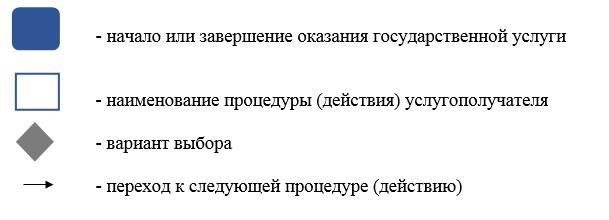 - начало или завершение оказания государственной услуги
- наименование процедуры (действия) услугополучателя
- вариант выбора
- переход к следующей процедуре (действию)